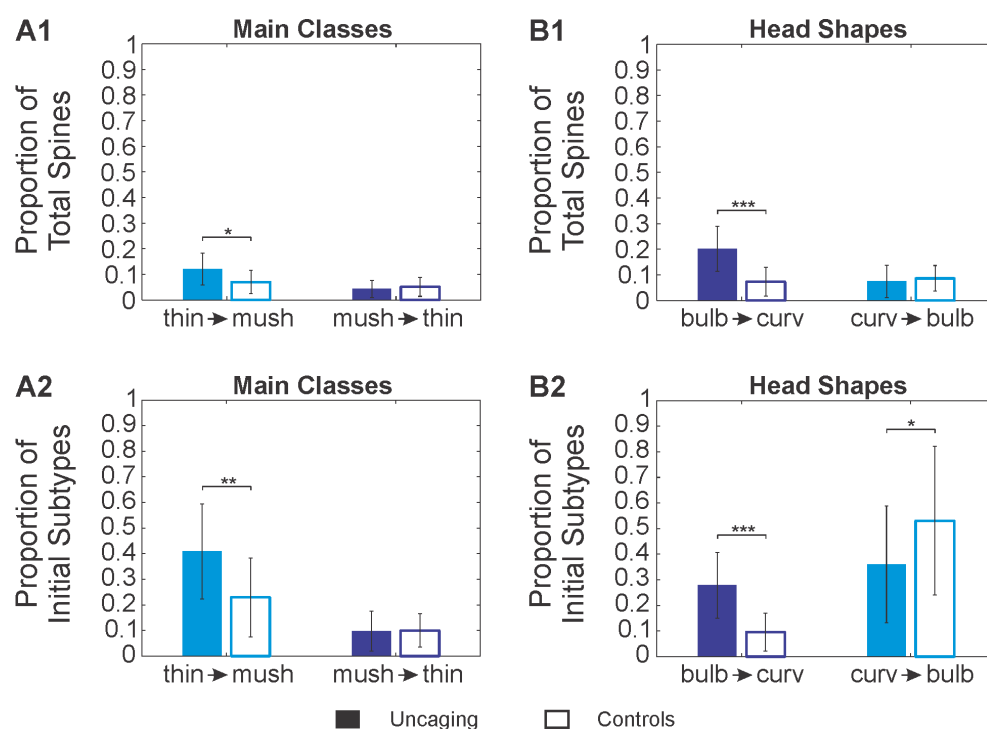 A1
Main Classes
Proportion of
Total Spines
1
0.9
0.8
0.7
0.6
0.5
0.4
0.3
0.2
0.1
0
*
thin → mush
mush → thin
B1
Head Shapes
Proportion of
Total Spines
1
0.9
0.8
0.7
0.6
0.5
0.4
0.3
0.2
0.1
0
***
bulb → curv
curv → bulb
A2
Main Classes
Proportion of
Initial Subtypes
1
0.9
0.8
0.7
0.6
0.5
0.4
0.3
0.2
0.1
0
**
thin → mush
mush → thin
B2
Head Shapes
Proportion of
Initial Subtypes
1
0.9
0.8
0.7
0.6
0.5
0.4
0.3
0.2
0.1
0
***
*
bulb → curv
curv → bulb
Uncaging
Controls